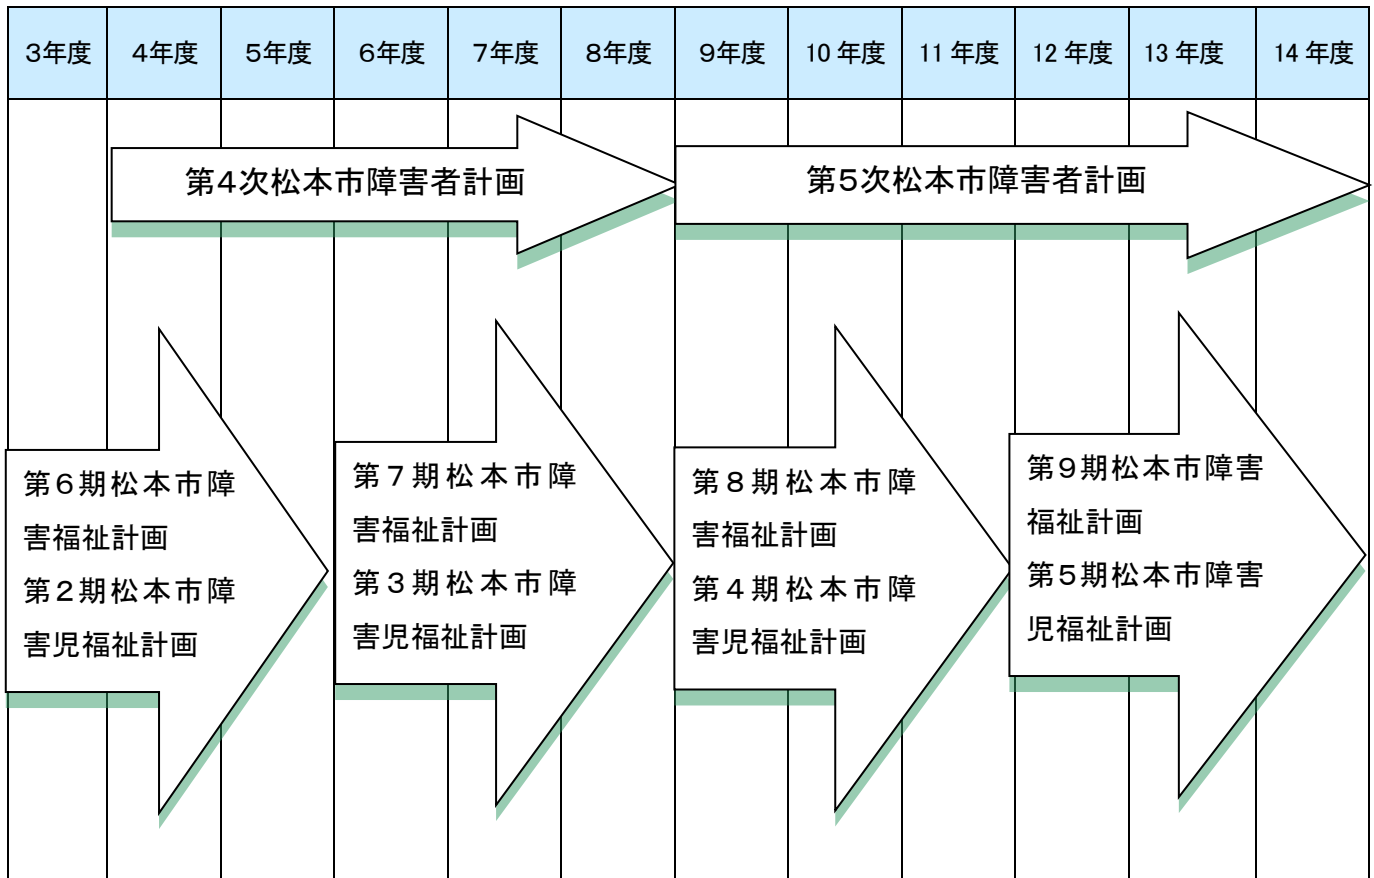 3年度 4年度 5年度 6年度 7年度 8年度 9年度 10 年度 11 年度 12 年度 13 年度 14 年度
第4次松本市障害者計画
第5次松本市障害者計画
第6期松本市障
害福祉計画
第2期松本市障
害児福祉計画
第7期松本市障
害福祉計画
第3期松本市障
害児福祉計画
第8期松本市障
害福祉計画
第4期松本市障
害児福祉計画
第9期松本市障害
福祉計画
第5期松本市障害
児福祉計画